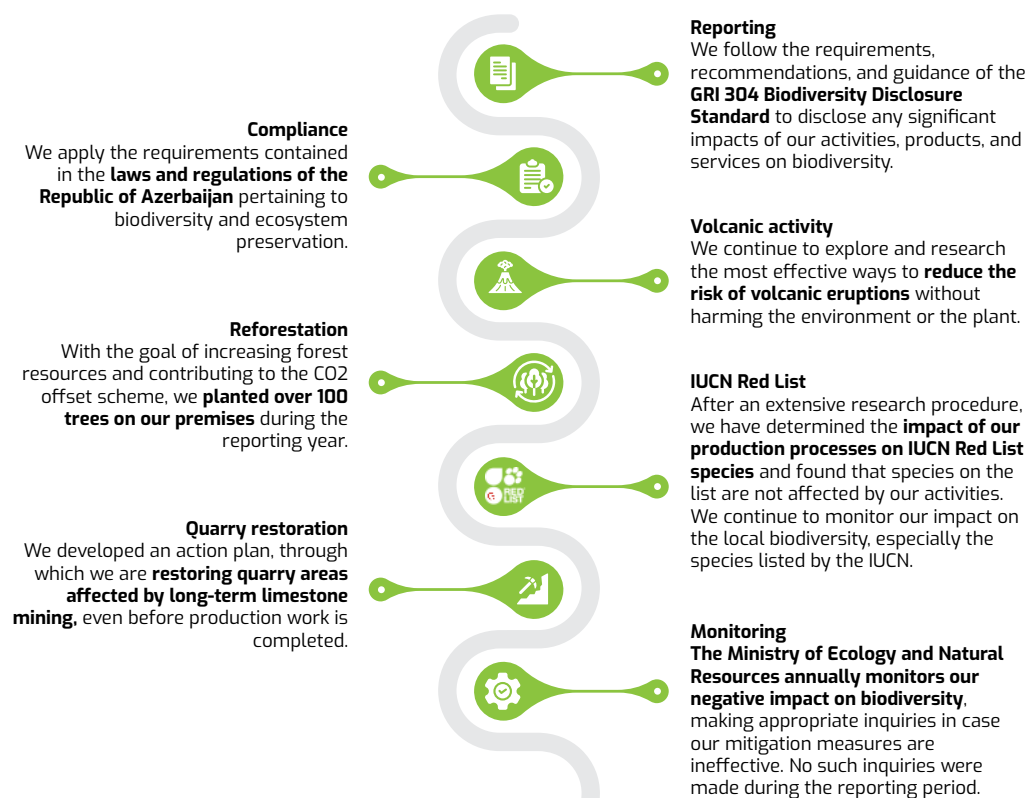 Reporting
We follow the requirements,
recommendations, and guidance of the
GRI 304 Biodiversity Disclosure
Standard to disclose any significant
impacts of our activities, products, and
services on biodiversity.
Compliance
We apply the requirements contained
in the laws and regulations of the
Republic of Azerbaijan pertaining to
biodiversity and ecosystem
preservation.
Volcanic activity
We continue to explore and research
the most effective ways to reduce the
risk of volcanic eruptions without
harming the environment or the plant.
Reforestation
With the goal of increasing forest
resources and contributing to the CO2
offset scheme, we planted over 100
trees on our premises during the
reporting year.
IUCN Red List
After an extensive research procedure,
we have determined the impact of our
production processes on IUCN Red List
species and found that species on the
list are not affected by our activities.
We continue to monitor our impact on
the local biodiversity, especially the
species listed by the IUCN.
RED
LIST
Quarry restoration
We developed an action plan, through
which we are restoring quarry areas
affected by long-term limestone
mining, even before production work is
completed.
Monitoring
The Ministry of Ecology and Natural
Resources annually monitors our
negative impact on biodiversity,
making appropriate inquiries in case
our mitigation measures are
ineffective. No such inquiries were
made during the reporting period.